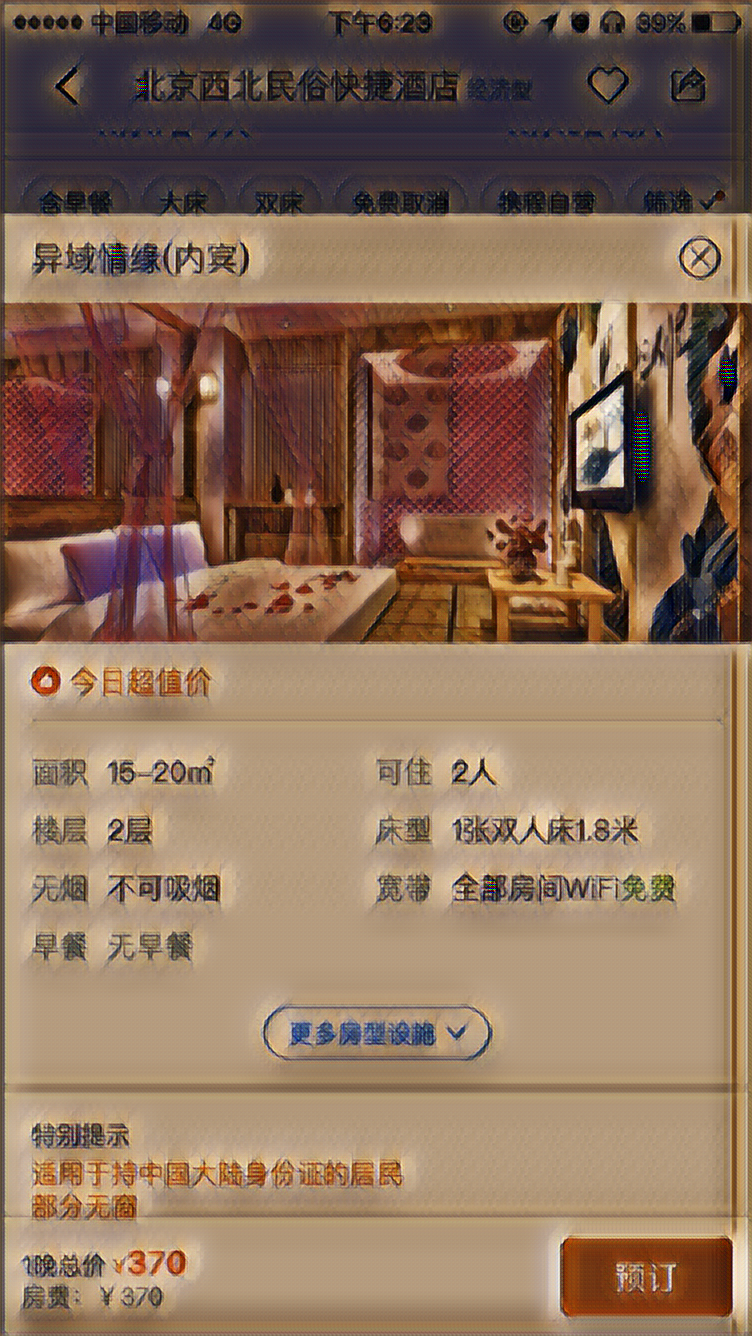 中国移动 4G 下午6:23 39%
北京西北民俗快捷酒店 经济型
含早餐 大床 双床 免费取消 携程自营 筛选
异域情缘(内宾)
今日超值价
面积 15-20㎡ 可住 2人
楼层 2层 床型 1张双人床1.8米
无烟 不可吸烟 宽带 全部房间WiFi免费
早餐 无早餐
更多房型设施
特别提示
适用于持中国大陆身份证的居民
部分无窗
1晚总价 ¥370
房费: ¥370
预订